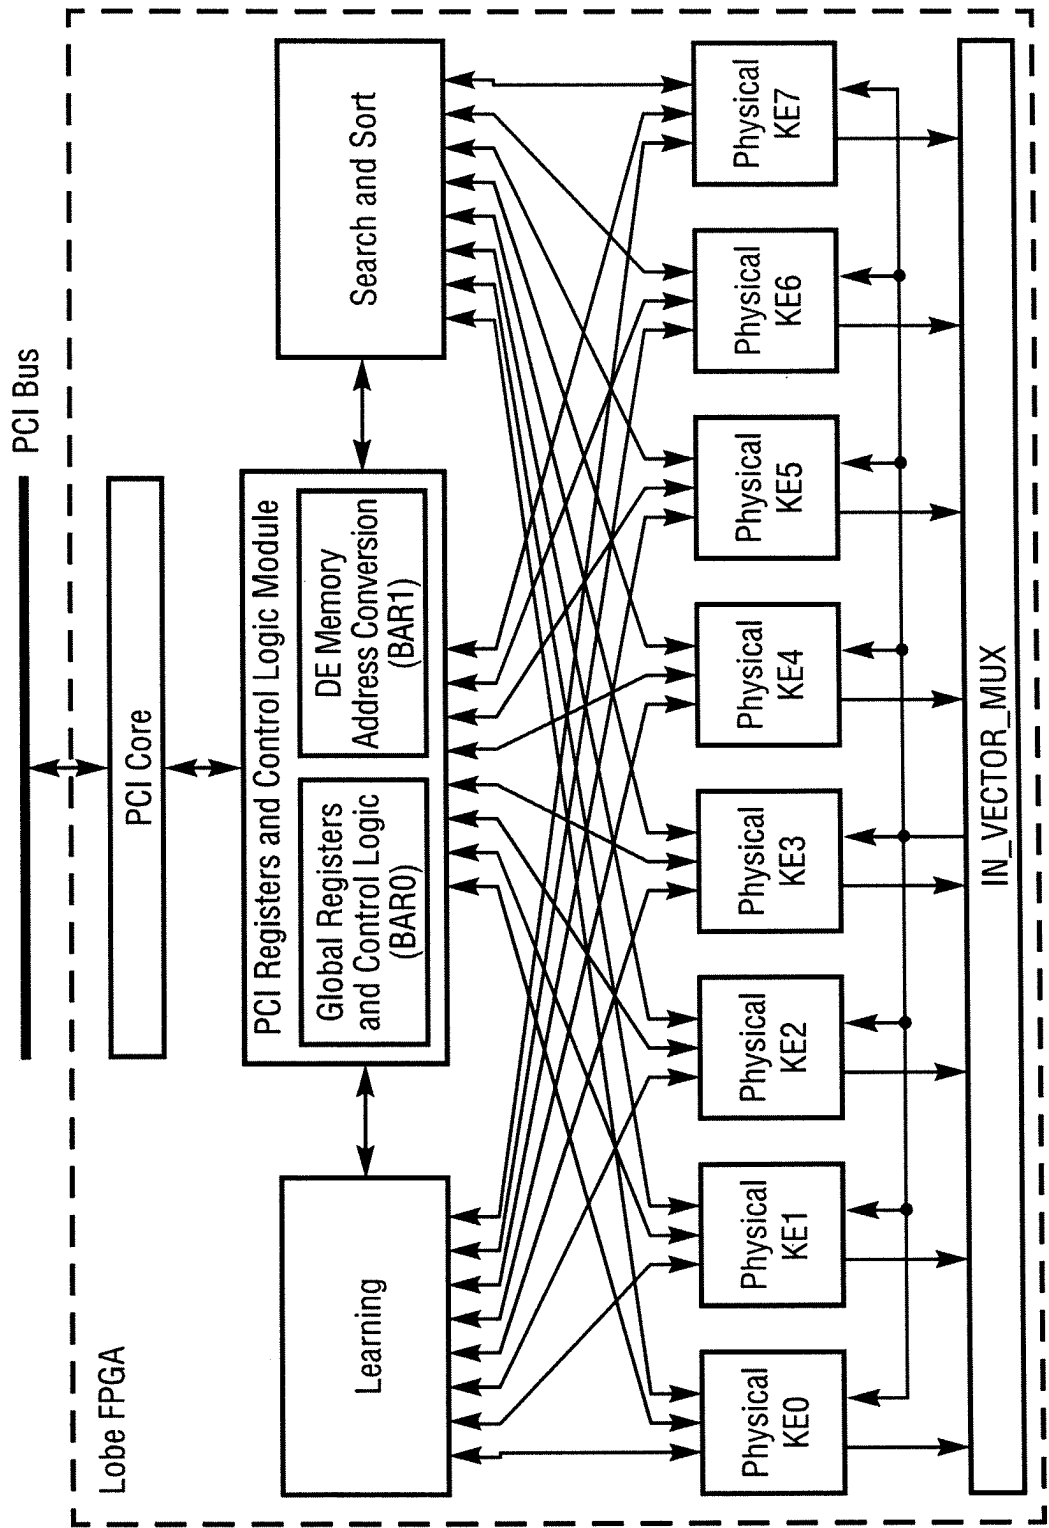 Lobe FPGA
PCI Bus
PCI Core
PCI Registers and Control Logic Module
Global Registers
and Control Logic
(BAR0)
DE Memory
Address Conversion
(BAR1)
Learning
Search and Sort
Physical
KE0
Physical
KE1
Physical
KE2
Physical
KE3
Physical
KE4
Physical
KE5
Physical
KE6
Physical
KE7
IN_VECTOR_MUX